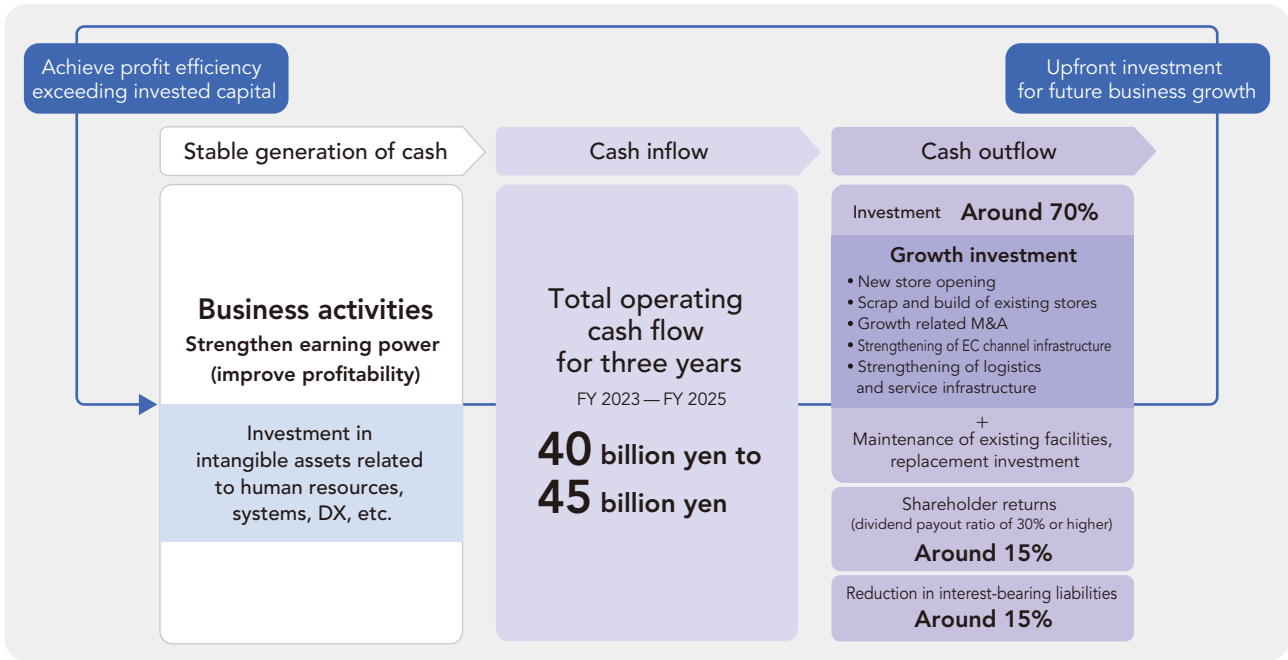 Achieve profit efficiency
exceeding invested capital
Upfront investment
for future business growth
Stable generation of cash
Business activities
Strengthen earning power
(improve profitability)
Investment in
intangible assets related
to human resources,
systems, DX, etc.
Cash inflow
Total operating
cash flow
for three years
FY 2023 — FY 2025
40 billion yen to
45 billion yen
Cash outflow
Investment Around 70%
Growth investment
• New store opening
• Scrap and build of existing stores
• Growth related M&A
• Strengthening of EC channel infrastructure
• Strengthening of logistics
and service infrastructure
+
Maintenance of existing facilities,
replacement investment
Shareholder returns
(dividend payout ratio of 30% or higher)
Around 15%
Reduction in interest-bearing liabilities
Around 15%